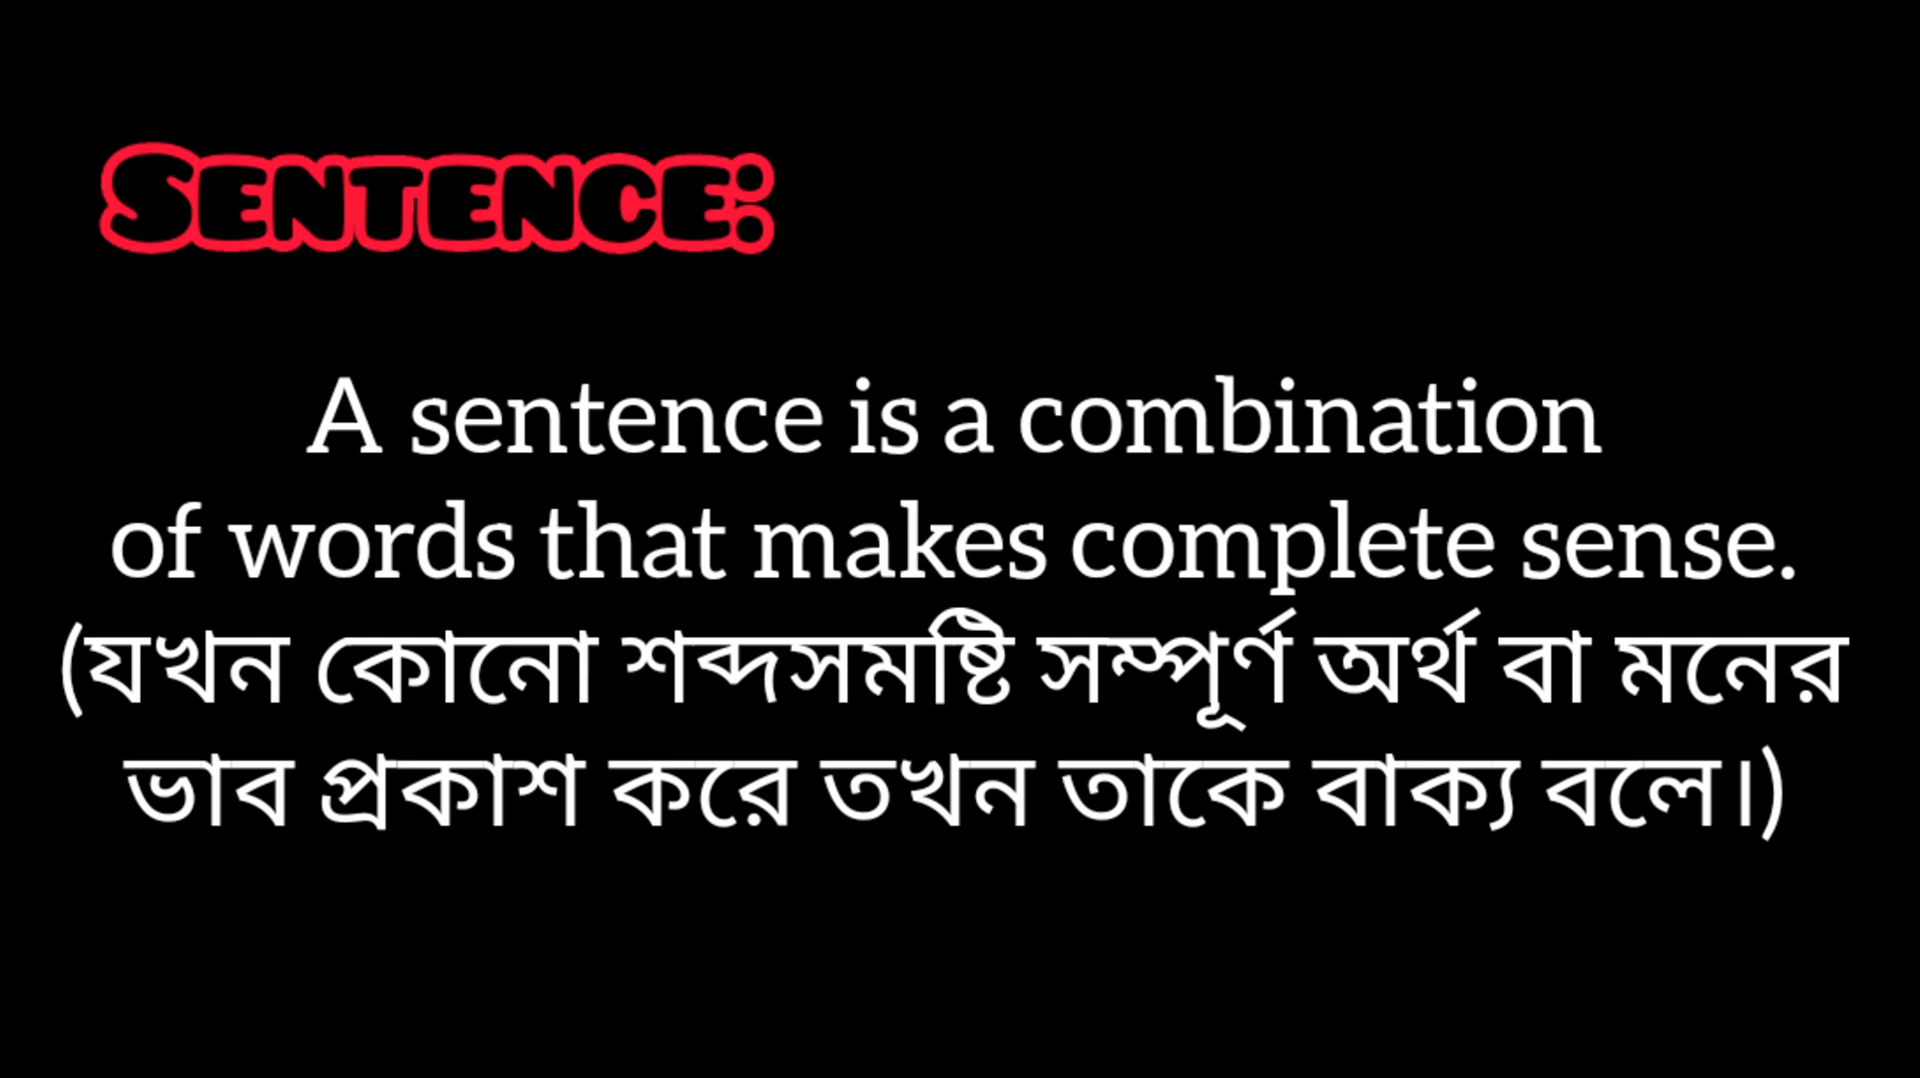 SENTENCE:
A sentence is a combination
of words that makes complete sense.
(যখন কোনো শব্দসমষ্টি সম্পূর্ণ অর্থ বা মনের
ভাব প্রকাশ করে তখন তাকে বাক্য বলে।)